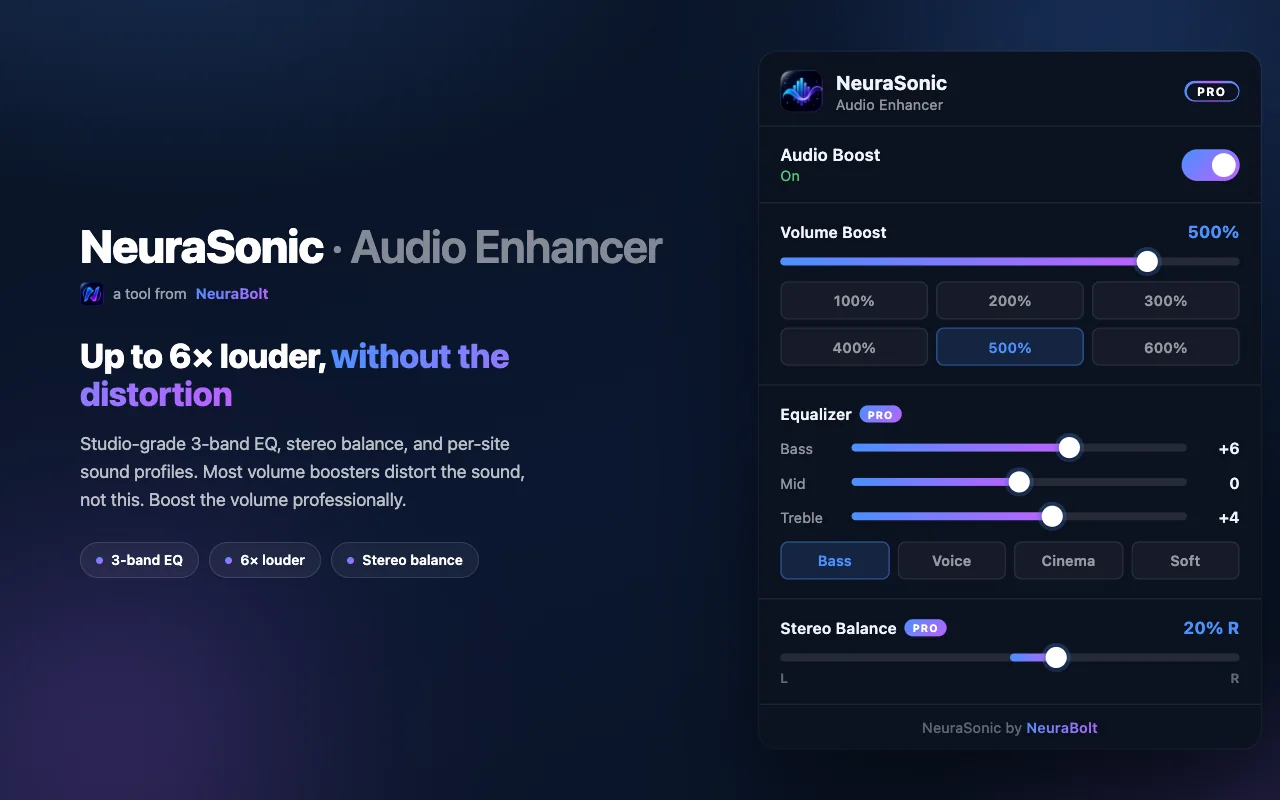 NeuraSonic · Audio Enhancer
a tool from NeuraBolt
Up to 6× louder, without the
distortion
Studio-grade 3-band EQ, stereo balance, and per-site
sound profiles. Most volume boosters distort the sound,
not this. Boost the volume professionally.
3-band EQ
6× louder
Stereo balance
NeuraSonic
Audio Enhancer
PRO
Audio Boost
On
Volume Boost
500%
100%
200%
300%
400%
500%
600%
Equalizer PRO
Bass
+6
Mid
0
Treble
+4
Bass
Voice
Cinema
Soft
Stereo Balance PRO
20% R
L
R
NeuraSonic by NeuraBolt